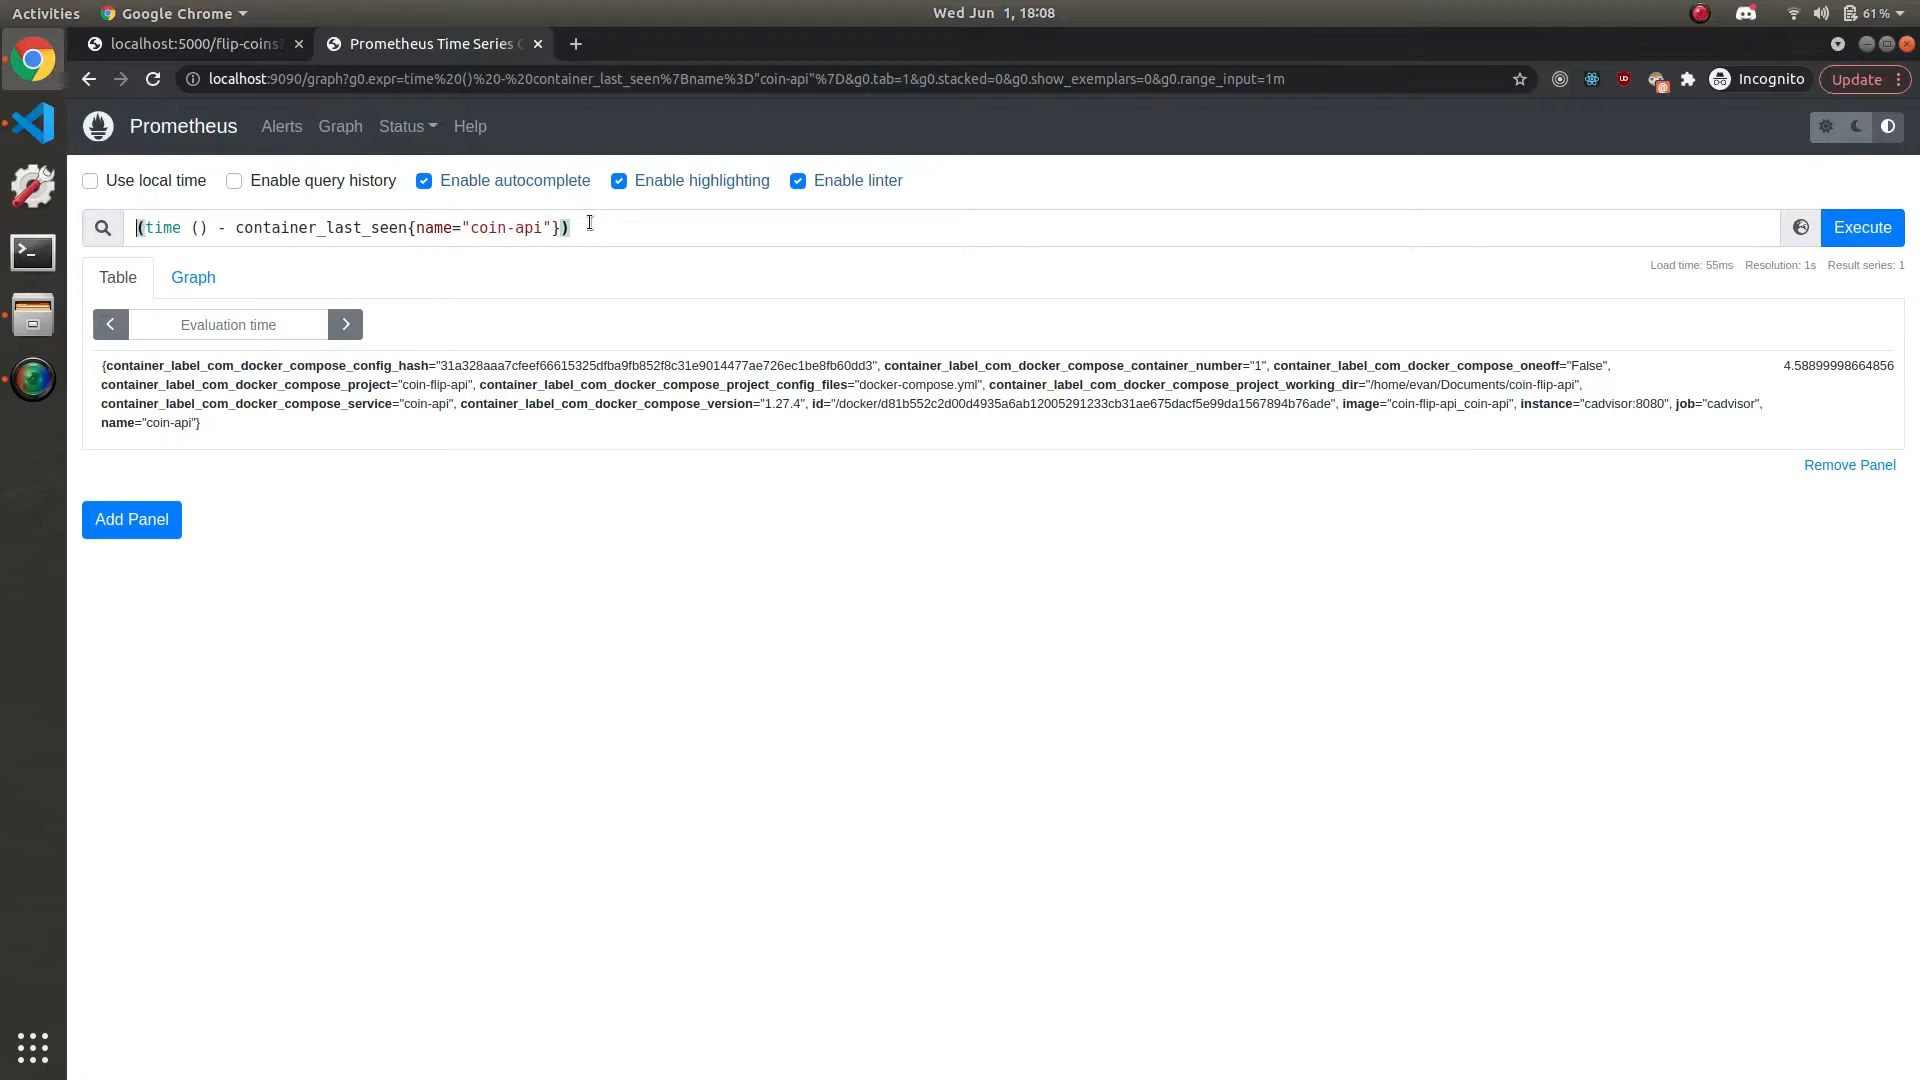 Activities Google Chrome Wed Jun 1, 18:08 61 %
localhost:5000/flip-coins? Prometheus Time Series C
localhost:9090/graph?g0.expr=time%20()%20-%20container_last_seen%7Bname%3D"coin-api"%7D&g0.tab=1&g0.stacked=0&g0.show_exemplars=0&g0.range_input=1m Incognito Update
Prometheus Alerts Graph Status Help
Use local time Enable query history Enable autocomplete Enable highlighting Enable linter
(time () - container_last_seen{name="coin-api"}) Execute
Table Graph Load time: 55ms Resolution: 1s Result series: 1
Evaluation time
{container_label_com_docker_compose_config_hash="31a328aaa7cfeef66615325dfba9fb852f8c31e9014477ae726ec1be8fb60dd3", container_label_com_docker_compose_container_number="1", container_label_com_docker_compose_oneoff="False", 4.58899998664856
container_label_com_docker_compose_project="coin-flip-api", container_label_com_docker_compose_project_config_files="docker-compose.yml", container_label_com_docker_compose_project_working_dir="/home/evan/Documents/coin-flip-api",
container_label_com_docker_compose_service="coin-api", container_label_com_docker_compose_version="1.27.4", id="/docker/d81b552c2d00d4935a6ab12005291233cb31ae675dacf5e99da1567894b76ade", image="coin-flip-api_coin-api", instance="cadvisor:8080", job="cadvisor",
name="coin-api"}
Remove Panel
Add Panel